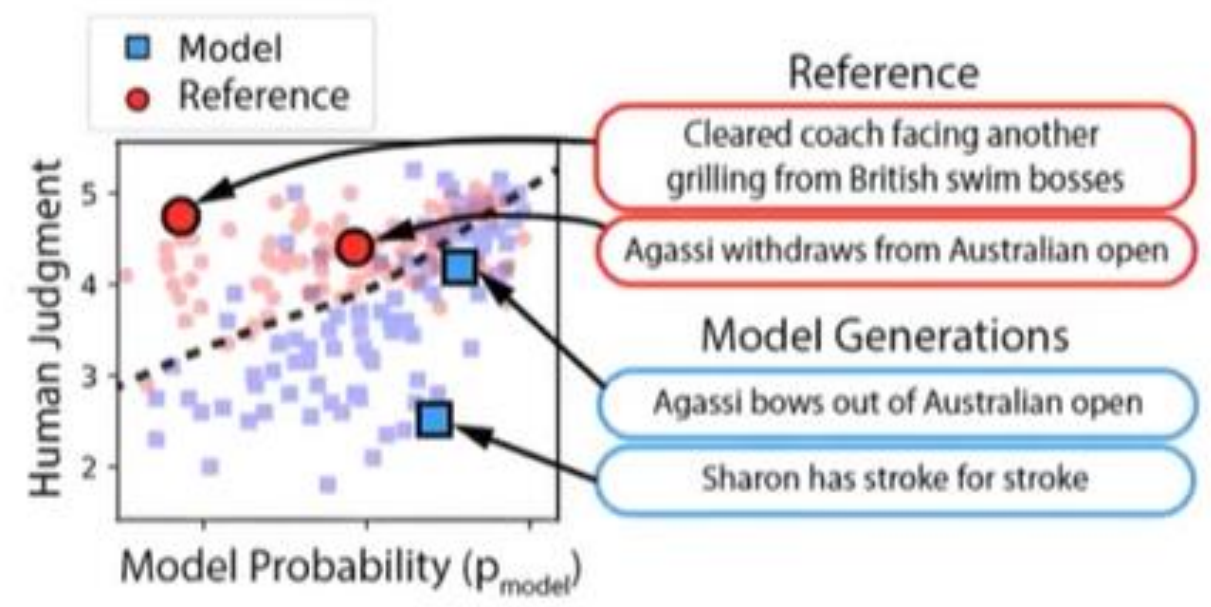 Model
Reference
Reference
Cleared coach facing another
grilling from British swim bosses
Agassi withdraws from Australian open
Model Generations
Agassi bows out of Australian open
Sharon has stroke for stroke
Human Judgment
5
4
3
2
Model Probability (pmodel)